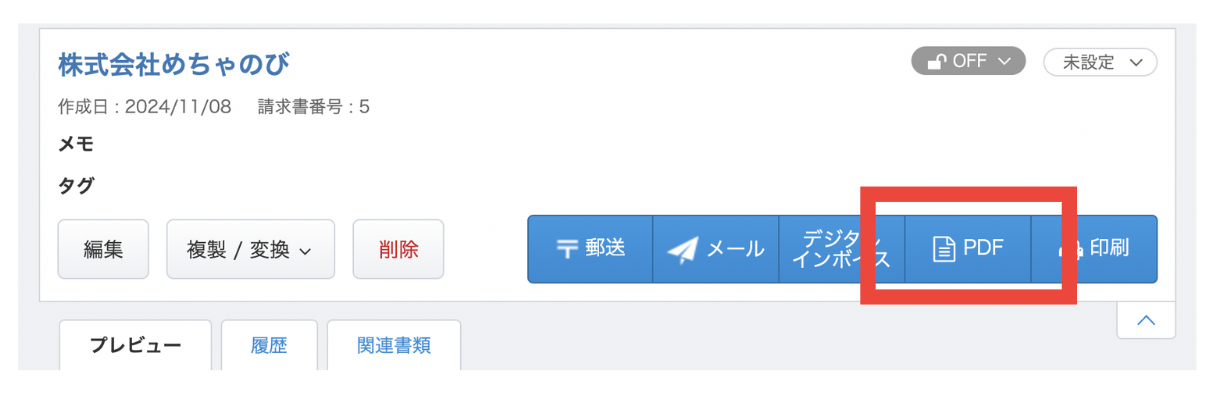 株式会社めちゃのび
OFF
未設定
作成日:2024/11/08 請求書番号:5
メモ
タグ
編集
複製 / 変換
削除
郵送
メール
デジタル
インボイス
PDF
印刷
プレビュー
履歴
関連書類